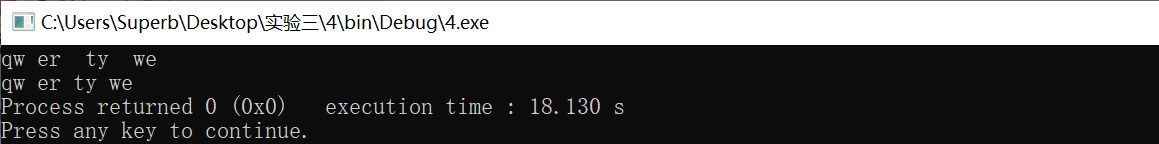 C:\Users\Superb\Desktop\实验三\4\bin\Debug\4.exe
qw er  ty  we
qw er ty we
Process returned 0 (0x0)   execution time : 18.130 s
Press any key to continue.